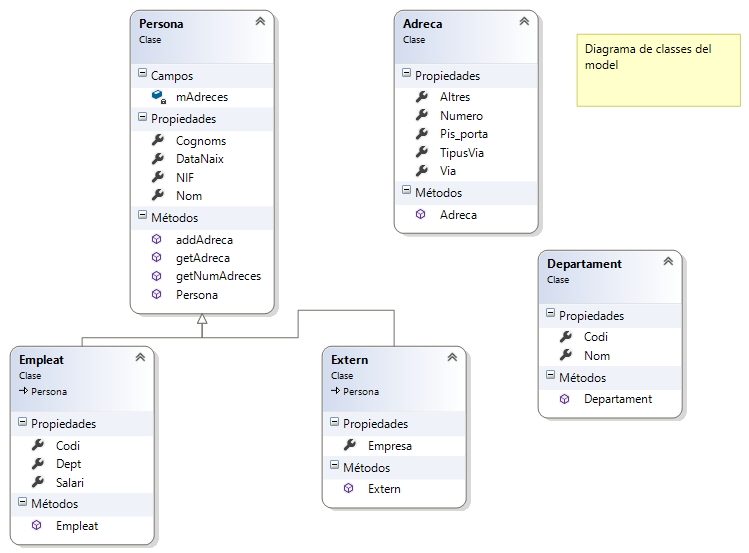 Persona
Clase
Campos
mAdreces
Propiedades
Cognoms
DataNaix
NIF
Nom
Métodos
addAdreca
getAdreca
getNumAdreces
Persona
Adreca
Clase
Propiedades
Altres
Numero
Pis_porta
TipusVia
Via
Métodos
Adreca
Diagrama de classes del
model
Departament
Clase
Propiedades
Codi
Nom
Métodos
Departament
Empleat
Clase
Persona
Propiedades
Codi
Dept
Salari
Métodos
Empleat
Extern
Clase
Persona
Propiedades
Empresa
Métodos
Extern